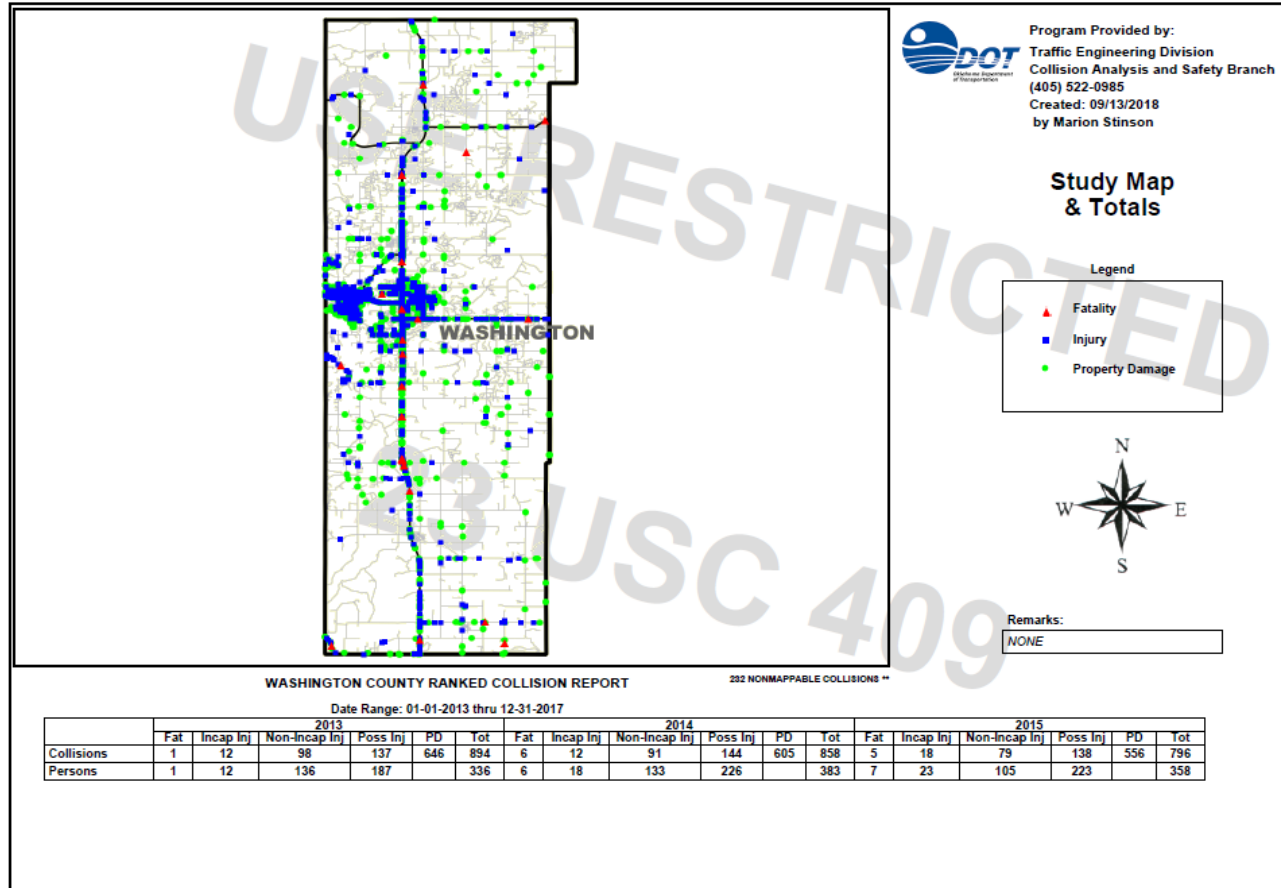 USE RESTRICTED
23 USC 409
WASHINGTON
DOT
Oklahoma Department
of Transportation
Program Provided by:
Traffic Engineering Division
Collision Analysis and Safety Branch
(405) 522-0985
Created: 09/13/2018
by Marion Stinson
Study Map
& Totals
Legend
Fatality
Injury
Property Damage
N
W E
S
Remarks:
NONE
WASHINGTON COUNTY RANKED COLLISION REPORT
232 NONMAPPABLE COLLISIONS **
Date Range: 01-01-2013 thru 12-31-2017
2013 2014 2015
Fat Incap Inj Non-Incap Inj Poss Inj PD Tot Fat Incap Inj Non-Incap Inj Poss Inj PD Tot Fat Incap Inj Non-Incap Inj Poss Inj PD Tot
Collisions 1 12 98 137 646 894 6 12 91 144 605 858 5 18 79 138 556 796
Persons 1 12 136 187 336 6 18 133 226 383 7 23 105 223 358